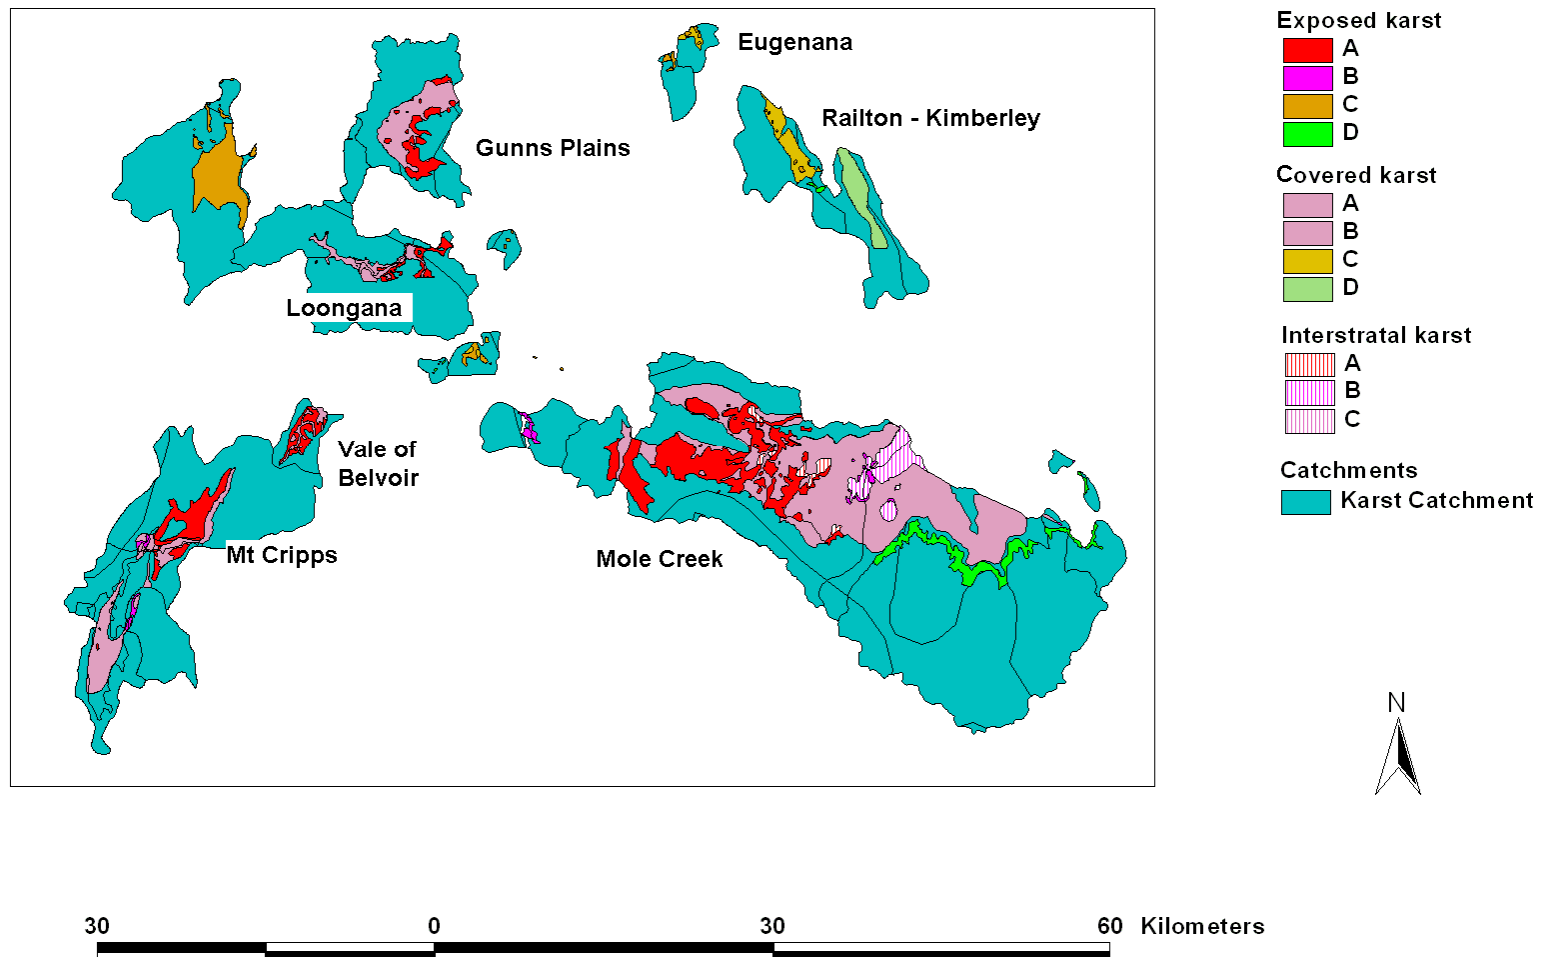 Eugenana
Railton - Kimberley
Gunns Plains
Loongana
Vale of
Belvoir
Mt Cripps
Mole Creek
Exposed karst
A
B
C
D
Covered karst
A
B
C
D
Interstratal karst
A
B
C
Catchments
Karst Catchment
N
30 0 30 60 Kilometers